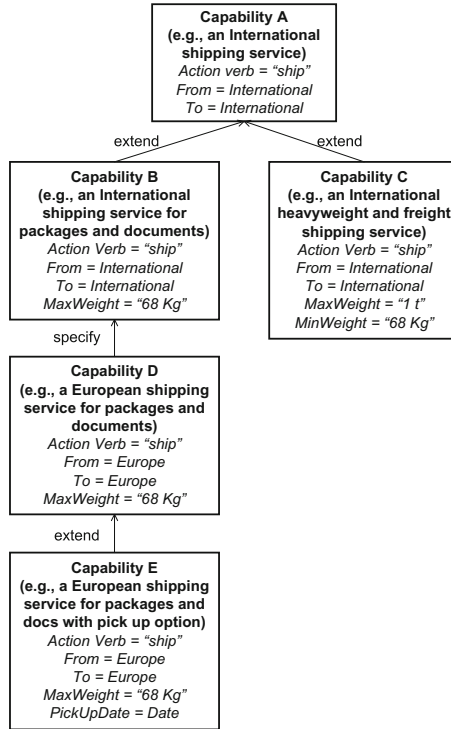 Capability A
(e.g., an International
shipping service)
Action verb = “ship”
From = International
To = International
extend
extend
Capability B
(e.g., an International
shipping service for
packages and documents)
Action Verb = “ship”
From = International
To = International
MaxWeight = “68 Kg”
Capability C
(e.g., an International
heavyweight and freight
shipping service)
Action Verb = “ship”
From = International
To = International
MaxWeight = “1 t”
MinWeight = “68 Kg”
specify
Capability D
(e.g., a European shipping
service for packages and
documents)
Action Verb = “ship”
From = Europe
To = Europe
MaxWeight = “68 Kg”
extend
Capability E
(e.g., a European shipping
service for packages and
docs with pick up option)
Action Verb = “ship”
From = Europe
To = Europe
MaxWeight = “68 Kg”
PickUpDate = Date